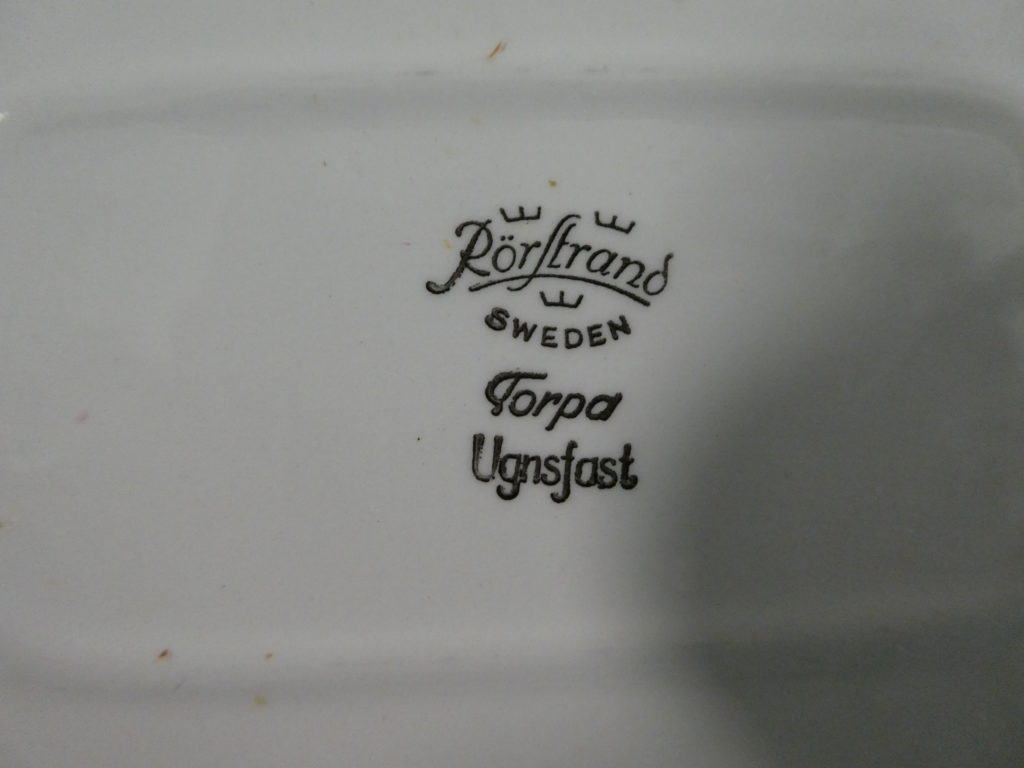 Rörstrand
SWEDEN
Torpa
Ugnsfast